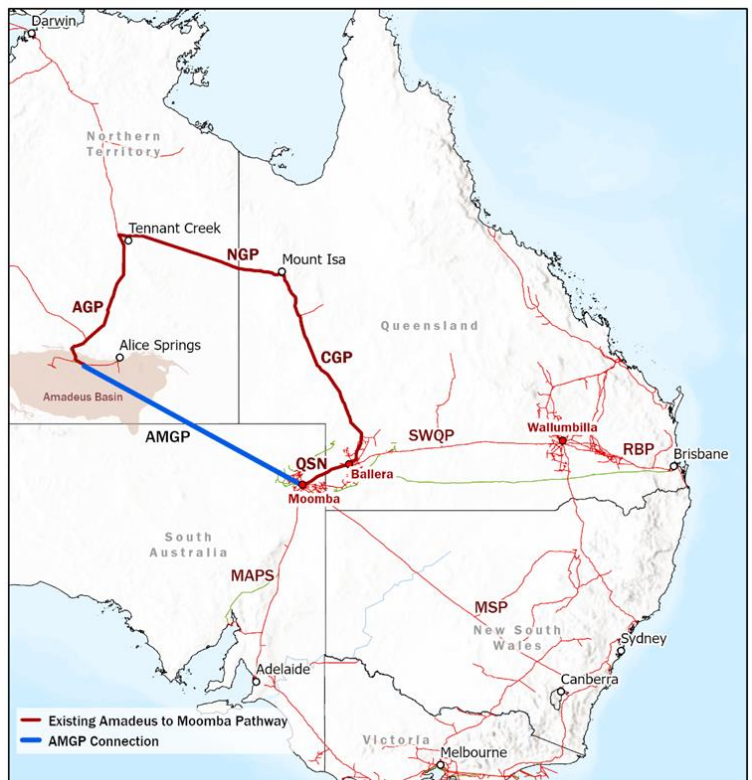 Darwin
Northern
Territory
Tennant Creek
NGP
Mount Isa
AGP
Queensland
Alice Springs
CGP
Amadeus Basin
Wallumbilla
AMGP
SWQP
RBP
Brisbane
QSN
Ballera
Moomba
South
Australia
MAPS
MSP
New South
Wales
Sydney
Adelaide
Canberra
Existing Amadeus to Moomba Pathway
AMGP Connection
Victoria
Melbourne